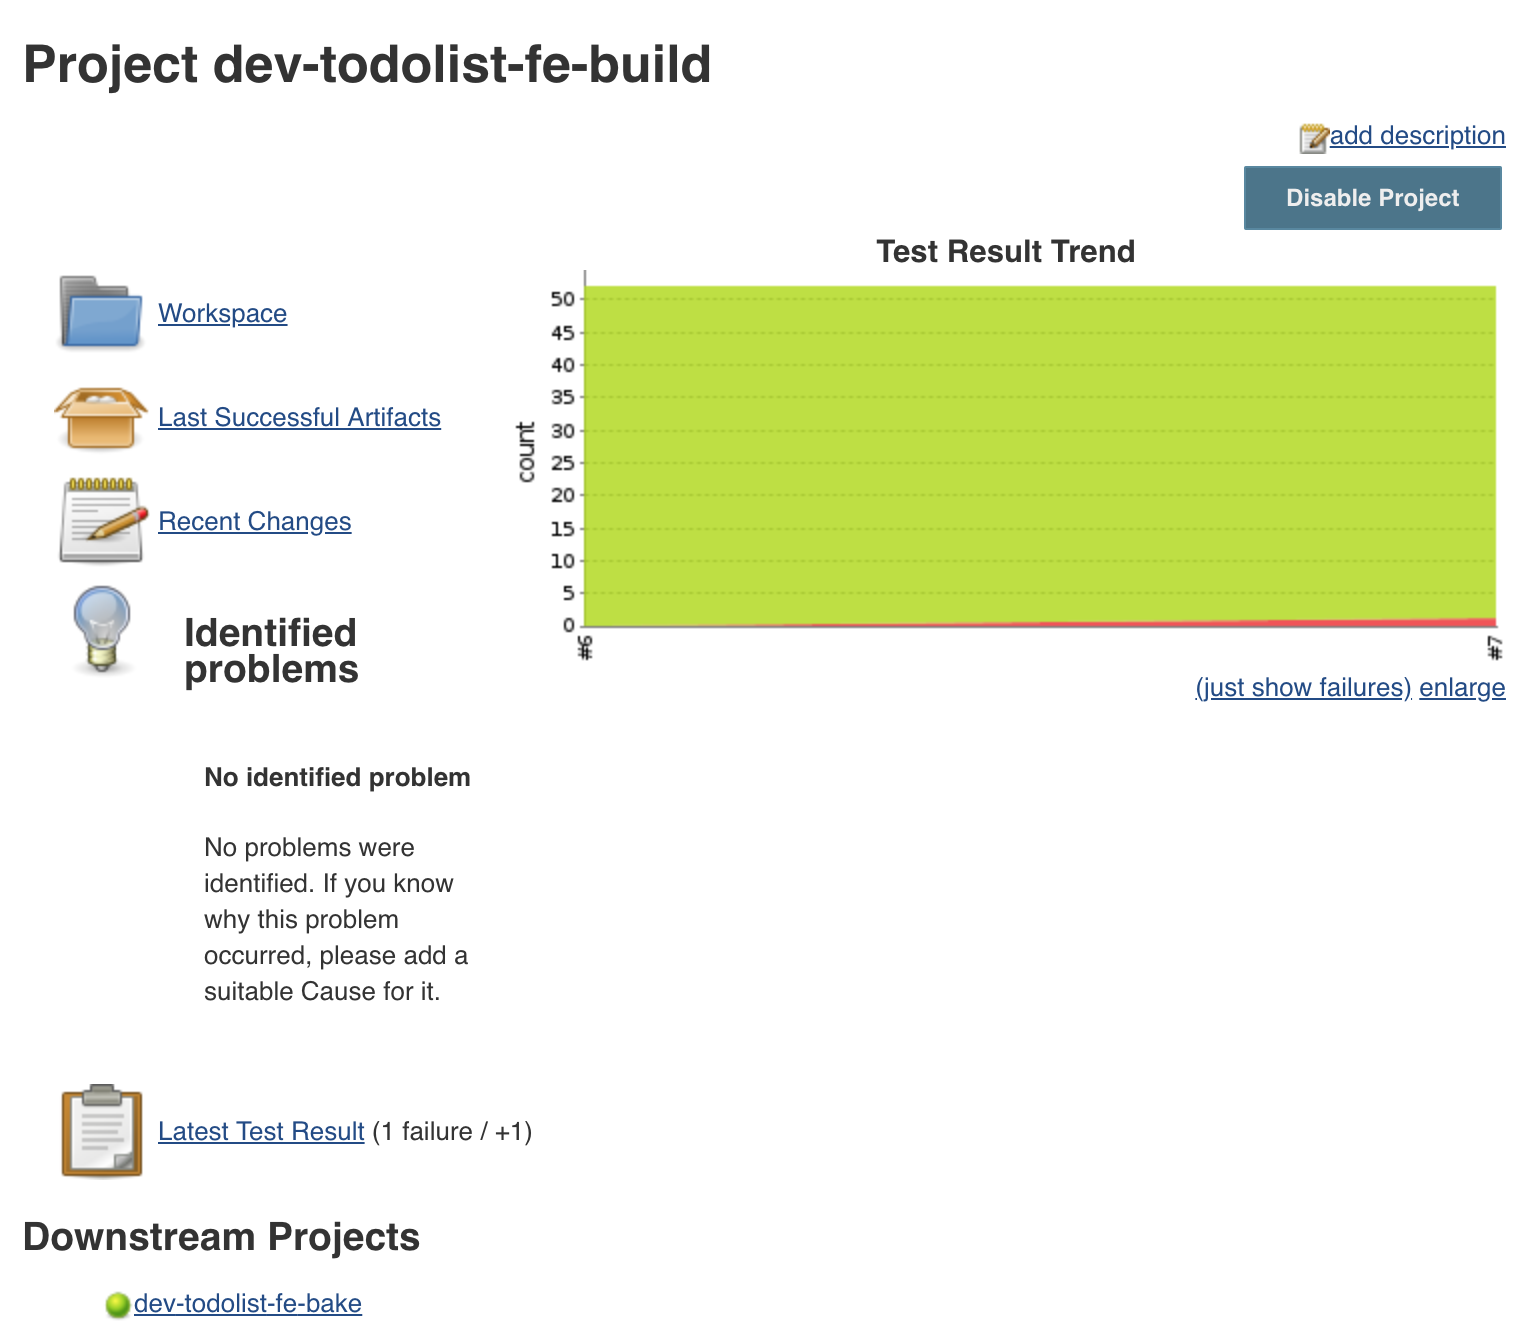 Project dev-todolist-fe-build
add description
Disable Project
Test Result Trend
Workspace
Last Successful Artifacts
Recent Changes
Identified
problems
No identified problem
No problems were
identified. If you know
why this problem
occurred, please add a
suitable Cause for it.
count
50
45
40
35
30
25
20
15
10
5
0
#6
#7
(just show failures) enlarge
Latest Test Result (1 failure / +1)
Downstream Projects
dev-todolist-fe-bake